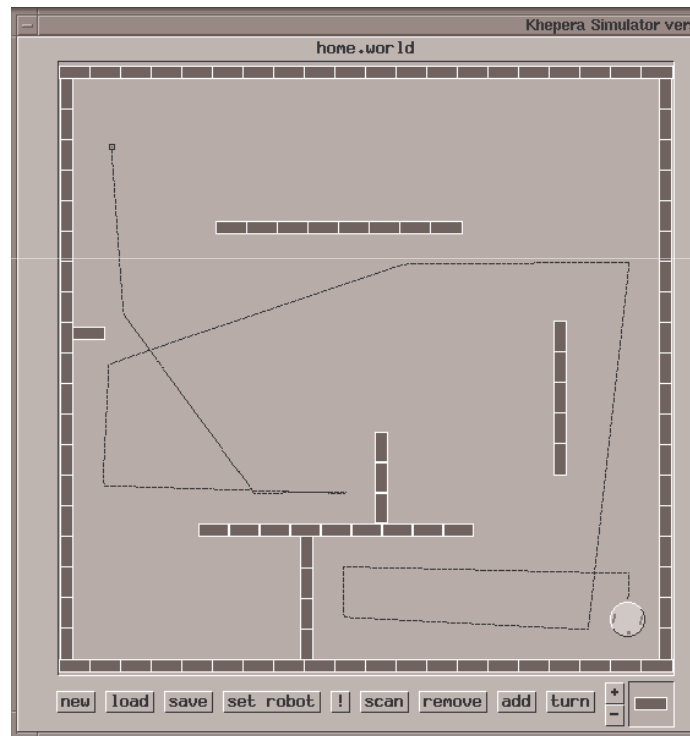 Khepera Simulator ver
home.world
new load save set robot ! scan remove add turn +
-